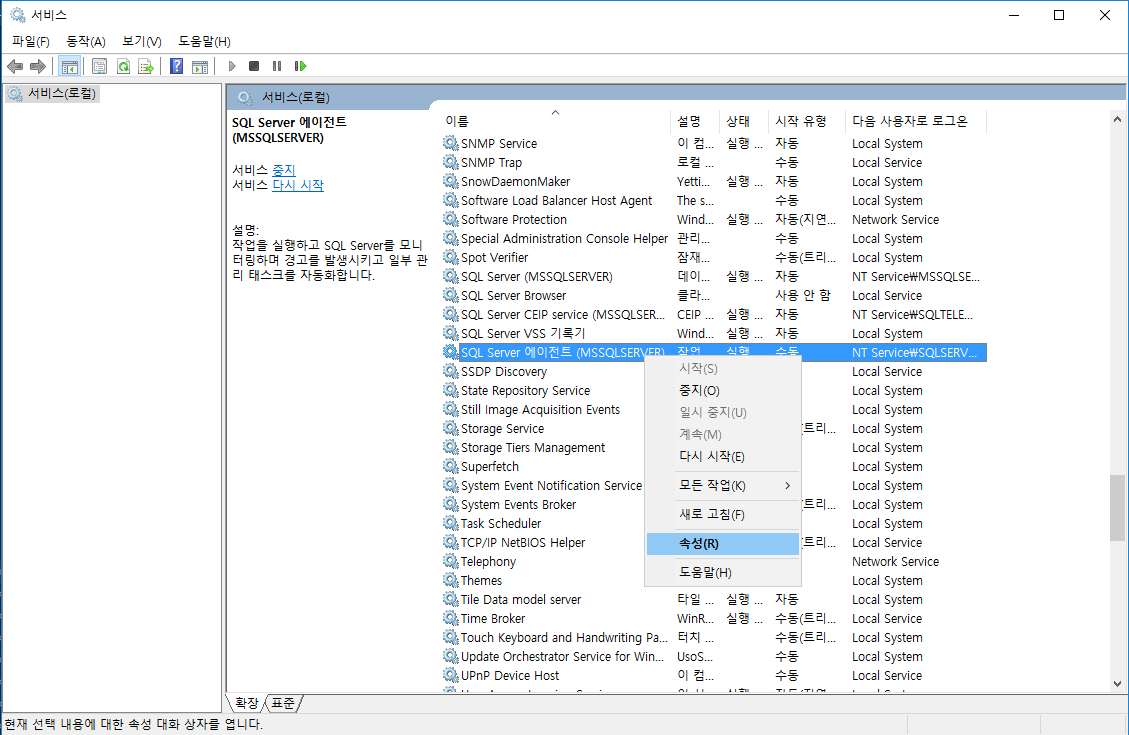 서비스
파일(F) 동작(A) 보기(V) 도움말(H)
서비스(로컬)
서비스(로컬)
SQL Server 에이전트
(MSSQLSERVER)
서비스 중지
서비스 다시 시작
설명:
작업을 실행하고 SQL Server를 모니
터링하며 경고를 발생시키고 일부 관
리 태스크를 자동화합니다.
이름 설명 상태 시작 유형 다음 사용자로 로그온
SNMP Service 이 컴... 실행 ... 자동 Local System
SNMP Trap 로컬 ... 수동 Local Service
SnowDaemonMaker Yetti... 실행 ... 자동 Local System
Software Load Balancer Host Agent The s... 수동 Local System
Software Protection Wind... 실행 ... 자동(지연... Network Service
Special Administration Console Helper 관리... 수동 Local System
Spot Verifier 잠재... 수동(트리... Local System
SQL Server (MSSQLSERVER) 데이... 실행 ... 자동 NT Service₩MSSQLSE...
SQL Server Browser 클라... 사용 안 함 Local Service
SQL Server CEIP service (MSSQLSER... CEIP ... 실행 ... 자동 NT Service₩SQLTELE...
SQL Server VSS 기록기 Wind... 실행 ... 자동 Local System
SQL Server 에이전트 (MSSQLSERVER) 작업... 실행 ... 수동 NT Service₩SQLSERV...
SSDP Discovery Local Service
State Repository Service Local System
Still Image Acquisition Events Local System
Storage Service 트리... Local System
Storage Tiers Management Local System
Superfetch Local System
System Event Notification Service Local System
System Events Broker 트리... Local System
Task Scheduler Local System
TCP/IP NetBIOS Helper 트리... Local Service
Telephony Network Service
Themes Local System
Tile Data model server 타일 ... 실행 ... 자동 Local System
Time Broker WinR... 실행 ... 수동(트리... Local Service
Touch Keyboard and Handwriting Pa... 터치 ... 수동(트리... Local System
Update Orchestrator Service for Win... UsoS... 수동 Local System
UPnP Device Host 이 컴... 수동 Local Service
시작(S)
중지(O)
일시 중지(U)
계속(M)
다시 시작(E)
모든 작업(K)
새로 고침(F)
속성(R)
도움말(H)
확장 표준
현재 선택 내용에 대한 속성 대화 상자를 엽니다.